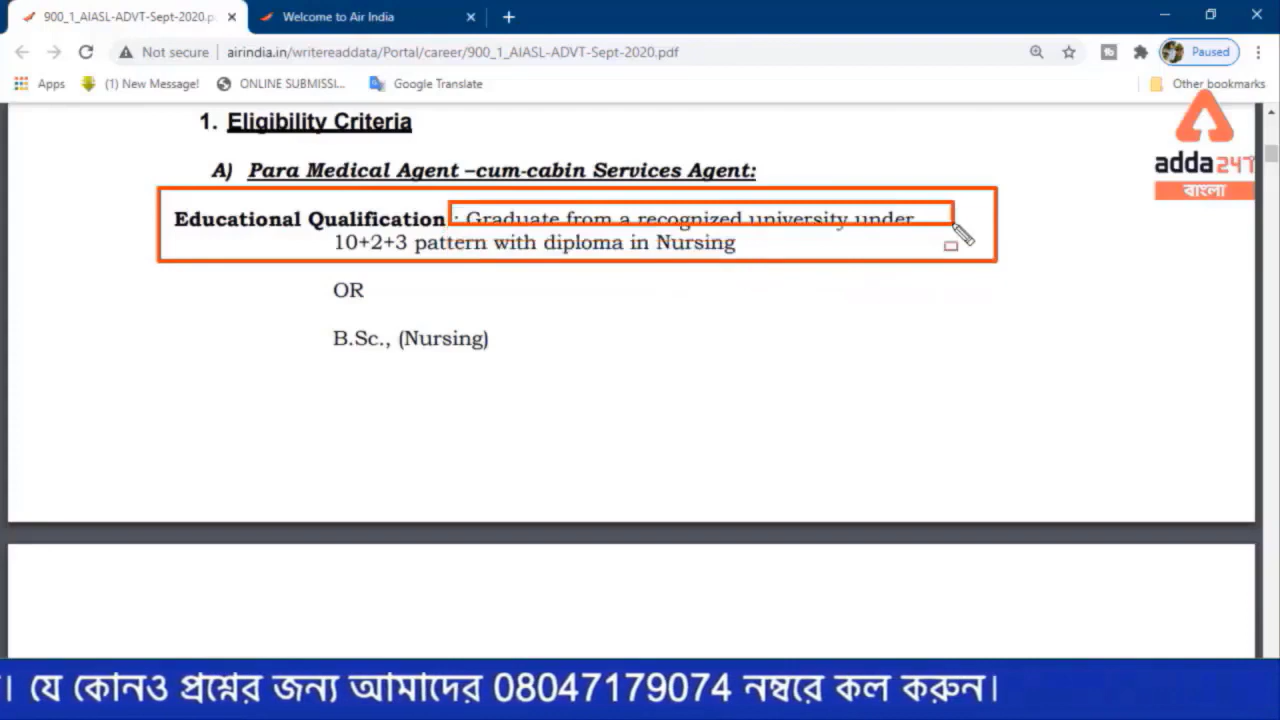 900_1_AIASL-ADVT-Sept-2020.p
Welcome to Air India
Not secure
airindia.in/writereaddata/Portal/career/900_1_AIASL-ADVT-Sept-2020.pdf
Paused
Apps
(1) New Message!
ONLINE SUBMISSI...
Google Translate
Other bookmarks
1. Eligibility Criteria
adda247
বাংলা
A) Para Medical Agent –cum-cabin Services Agent:
Educational Qualification : Graduate from a recognized university under
10+2+3 pattern with diploma in Nursing
OR
B.Sc., (Nursing)
। যে কোনও প্রশ্নের জন্য আমাদের 08047179074 নম্বরে কল করুন।